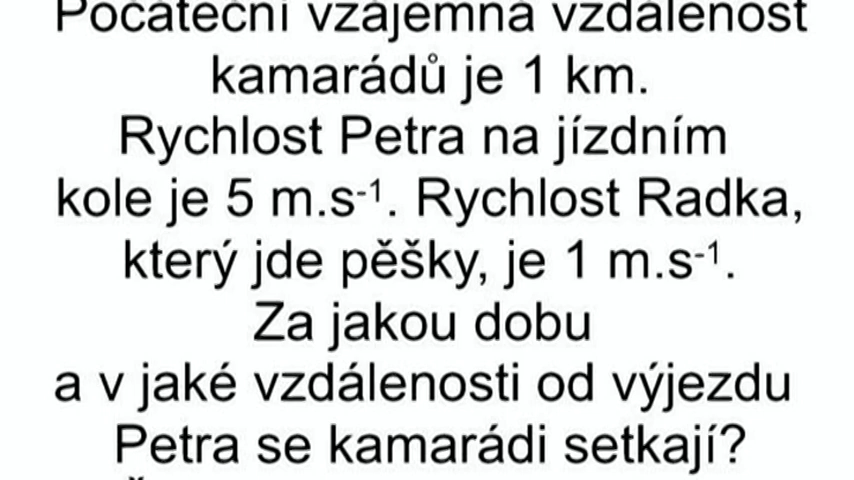 Počáteční vzájemná vzdálenost
kamarádů je 1 km.
Rychlost Petra na jízdním
kole je 5 m.s-1. Rychlost Radka,
který jde pěšky, je 1 m.s-1.
Za jakou dobu
a v jaké vzdálenosti od výjezdu
Petra se kamarádi setkají?